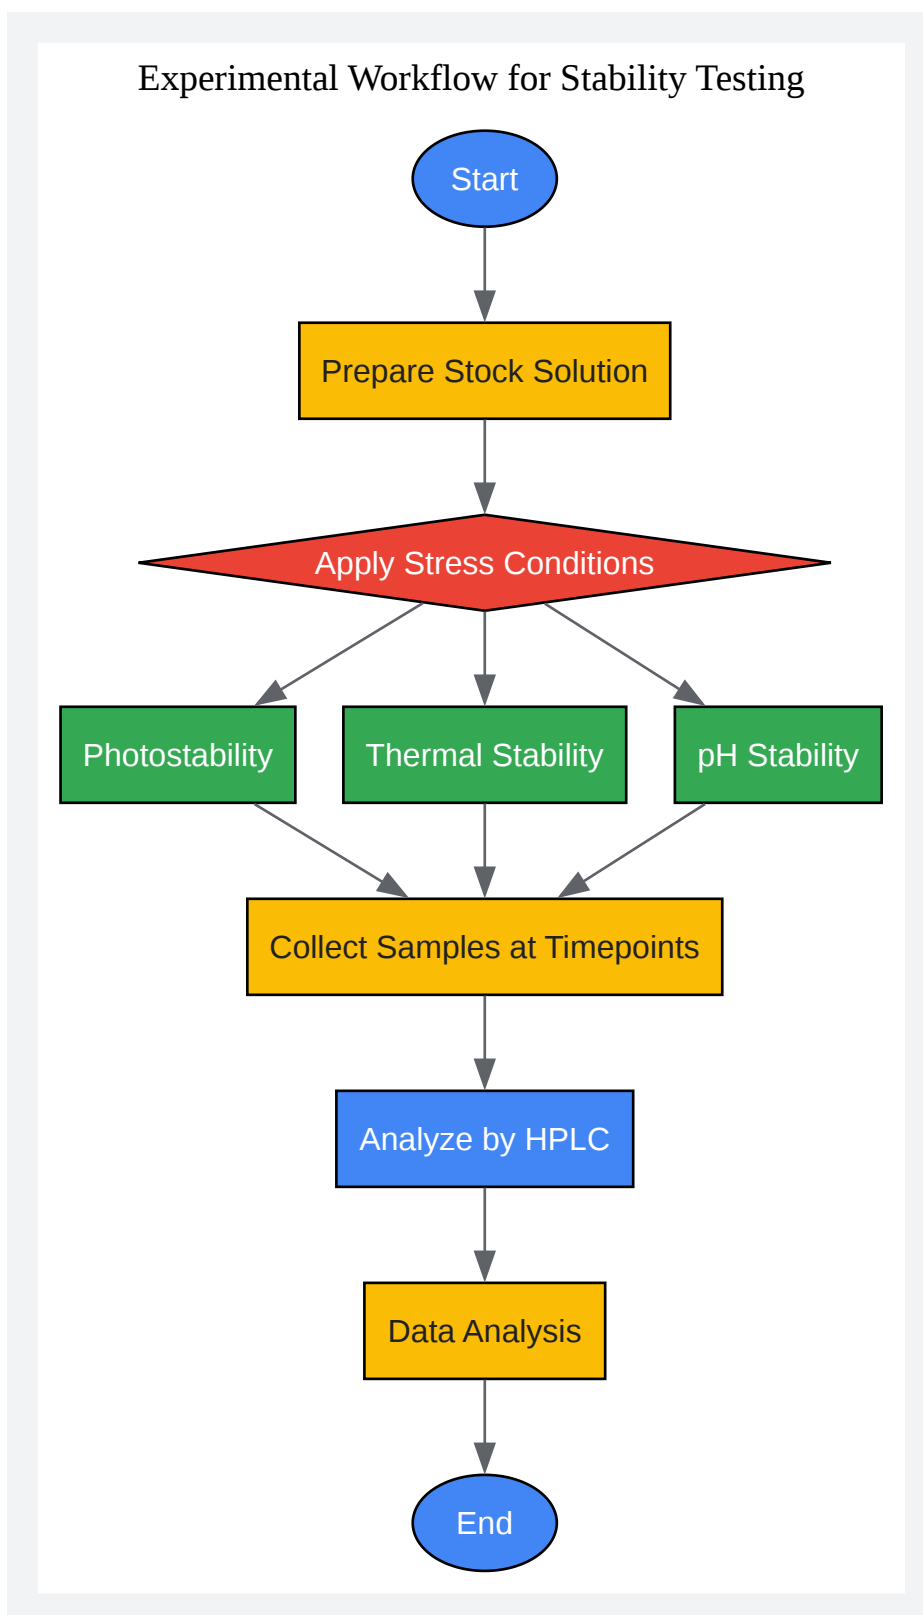 Experimental Workflow for Stability Testing
Start
Prepare Stock Solution
Apply Stress Conditions
Photostability
Thermal Stability
pH Stability
Collect Samples at Timepoints
Analyze by HPLC
Data Analysis
End